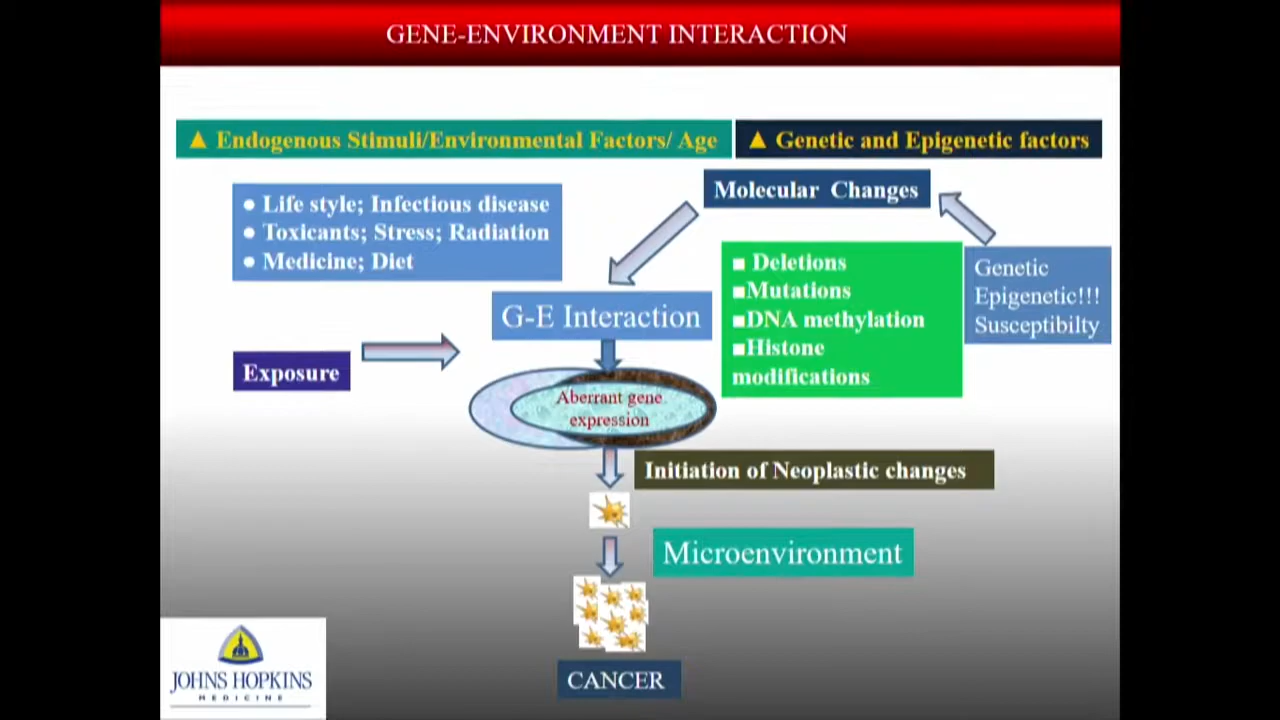 GENE-ENVIRONMENT INTERACTION
▲ Endogenous Stimuli/Environmental Factors/ Age
▲ Genetic and Epigenetic factors
Molecular Changes
● Life style; Infectious disease
● Toxicants; Stress; Radiation
● Medicine; Diet
■ Deletions
■Mutations
■DNA methylation
■Histone
modifications
Genetic
Epigenetic!!!
Susceptibilty
G-E Interaction
Exposure
Aberrant gene
expression
Initiation of Neoplastic changes
Microenvironment
CANCER
JOHNS HOPKINS
MEDICINE